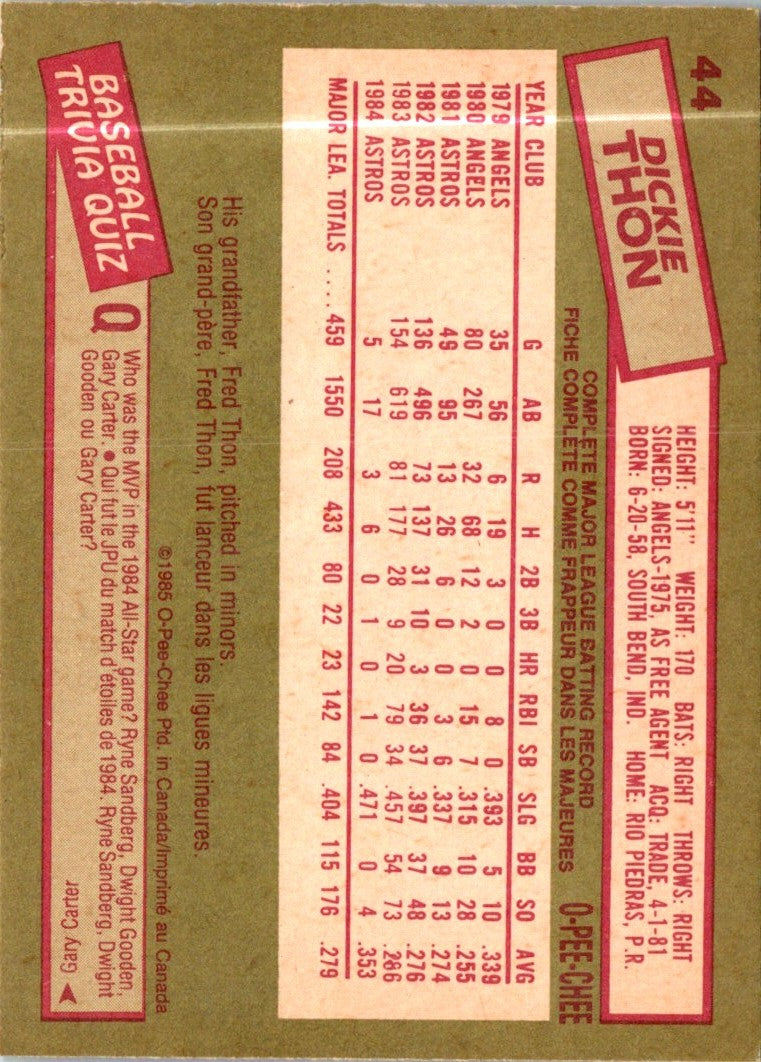 44
DICKIE
THON
HEIGHT: 5'11" WEIGHT: 170 BATS: RIGHT THROWS: RIGHT
SIGNED: ANGELS-1975, AS FREE AGENT ACQ: TRADE, 4-1-81
BORN: 6-20-58, SOUTH BEND, IND. HOME: RIO PIEDRAS, P.R.
COMPLETE MAJOR LEAGUE BATTING RECORD
FICHE COMPLÈTE COMME FRAPPEUR DANS LES MAJEURES
O-PEE-CHEE
YEAR CLUB G AB R H 2B 3B HR RBI SB SLG BB SO AVG
1979 ANGELS 35 56 6 19 3 0 0 8 0 .393 5 10 .339
1980 ANGELS 80 267 32 68 12 2 0 15 7 .315 10 28 .255
1981 ASTROS 49 95 13 26 6 0 0 3 6 .337 9 13 .274
1982 ASTROS 136 496 73 137 31 10 3 36 37 .397 37 48 .276
1983 ASTROS 154 619 81 177 28 9 20 79 34 .457 54 73 .286
1984 ASTROS 5 17 3 6 0 1 0 1 0 .471 0 4 .353
MAJOR LEA. TOTALS .... 459 1550 208 433 80 22 23 142 84 .404 115 176 .279
His grandfather, Fred Thon, pitched in minors.
Son grand-père, Fred Thon, fut lanceur dans les ligues mineures.
©1985 O-Pee-Chee Ptd. in Canada/Imprimé au Canada
BASEBALL
TRIVIA QUIZ
Q
Who was the MVP in the 1984 All-Star game? Ryne Sandberg, Dwight Gooden,
Gary Carter. • Qui fut le JPU du match d'étoiles de 1984. Ryne Sandberg, Dwight
Gooden ou Gary Carter?
Gary Carter